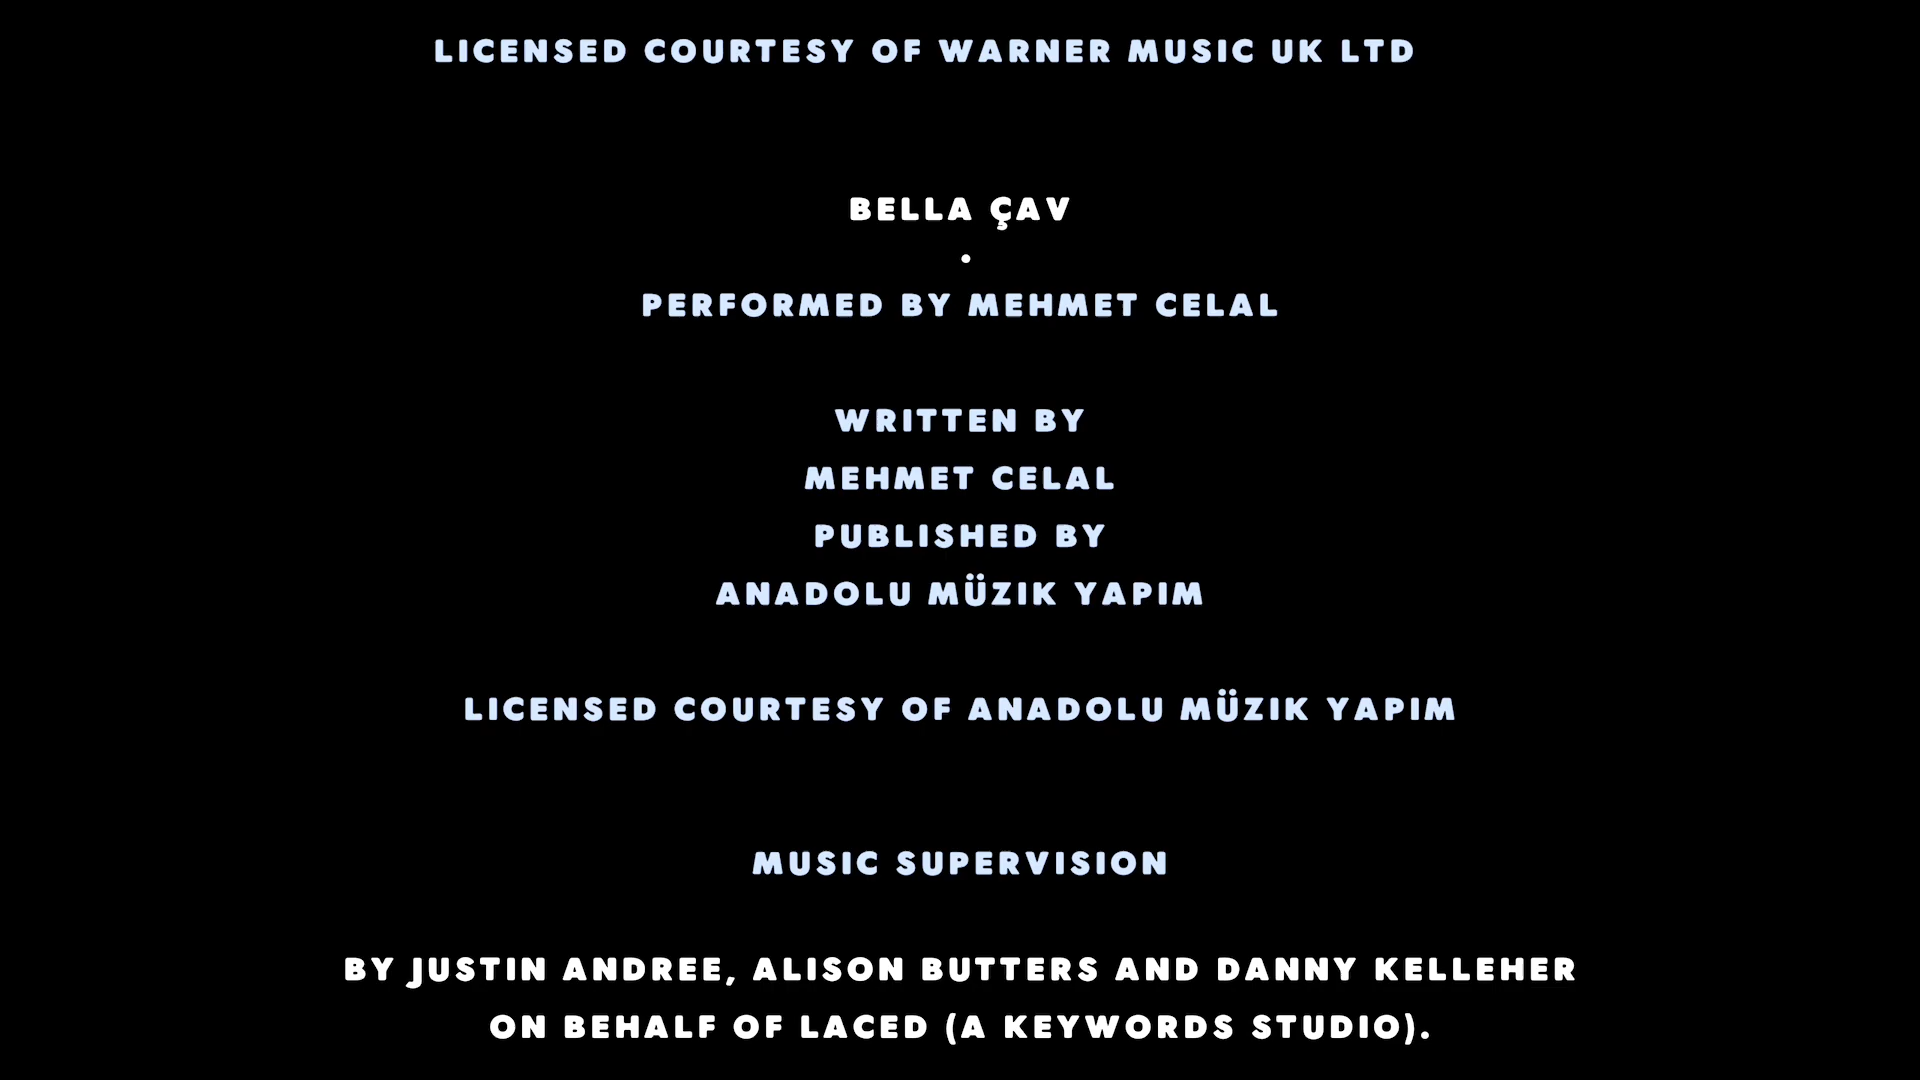 LICENSED COURTESY OF WARNER MUSIC UK LTD
BELLA ÇAV
•
PERFORMED BY MEHMET CELAL
WRITTEN BY
MEHMET CELAL
PUBLISHED BY
ANADOLU MÜZIK YAPIM
LICENSED COURTESY OF ANADOLU MÜZIK YAPIM
MUSIC SUPERVISION
BY JUSTIN ANDREE, ALISON BUTTERS AND DANNY KELLEHER
ON BEHALF OF LACED (A KEYWORDS STUDIO).